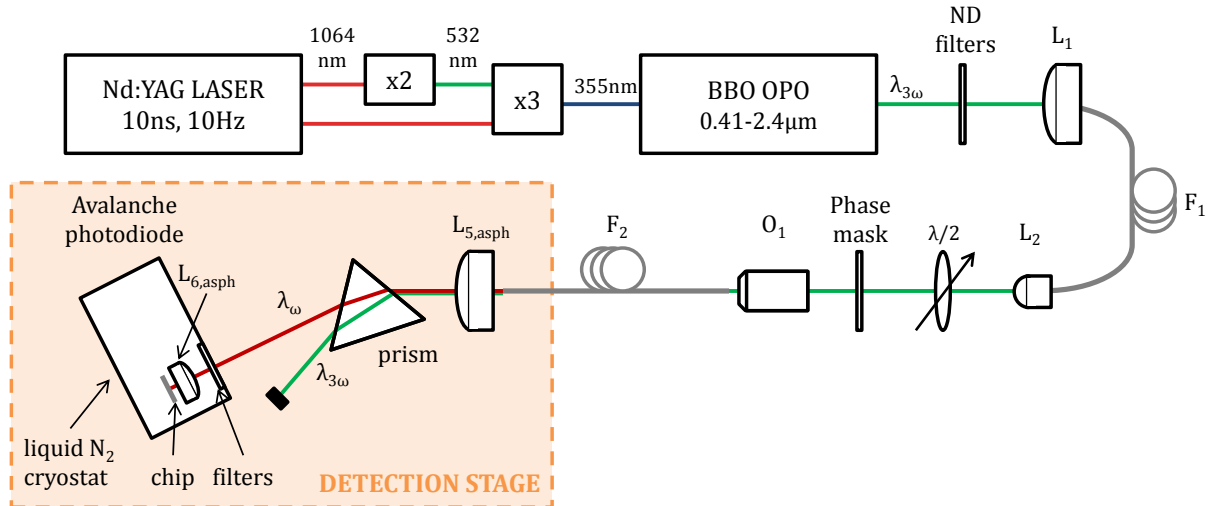 1064
nm
532
nm
ND
filters
L1
Nd:YAG LASER
10ns, 10Hz
x2
x3
355nm
BBO OPO
0.41-2.4μm
λ3ω
F1
Avalanche
photodiode
L5,asph
F2
O1
Phase
mask
λ/2
L2
L6,asph
λω
prism
λ3ω
liquid N2
cryostat
chip
filters
DETECTION STAGE